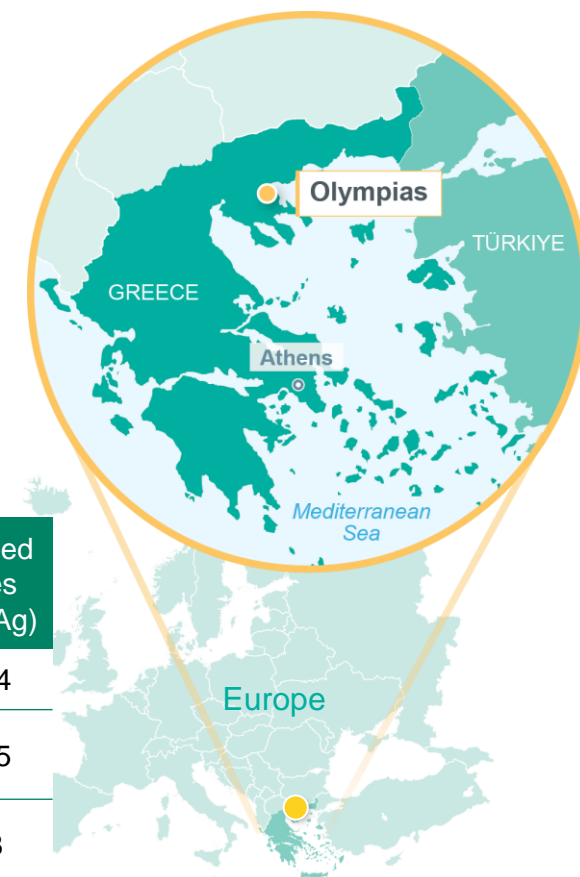 Olympias
TÜRKIYE
GREECE
Athens
Mediterranean
Sea
ed
es
Ag)
4
5
3
Europe